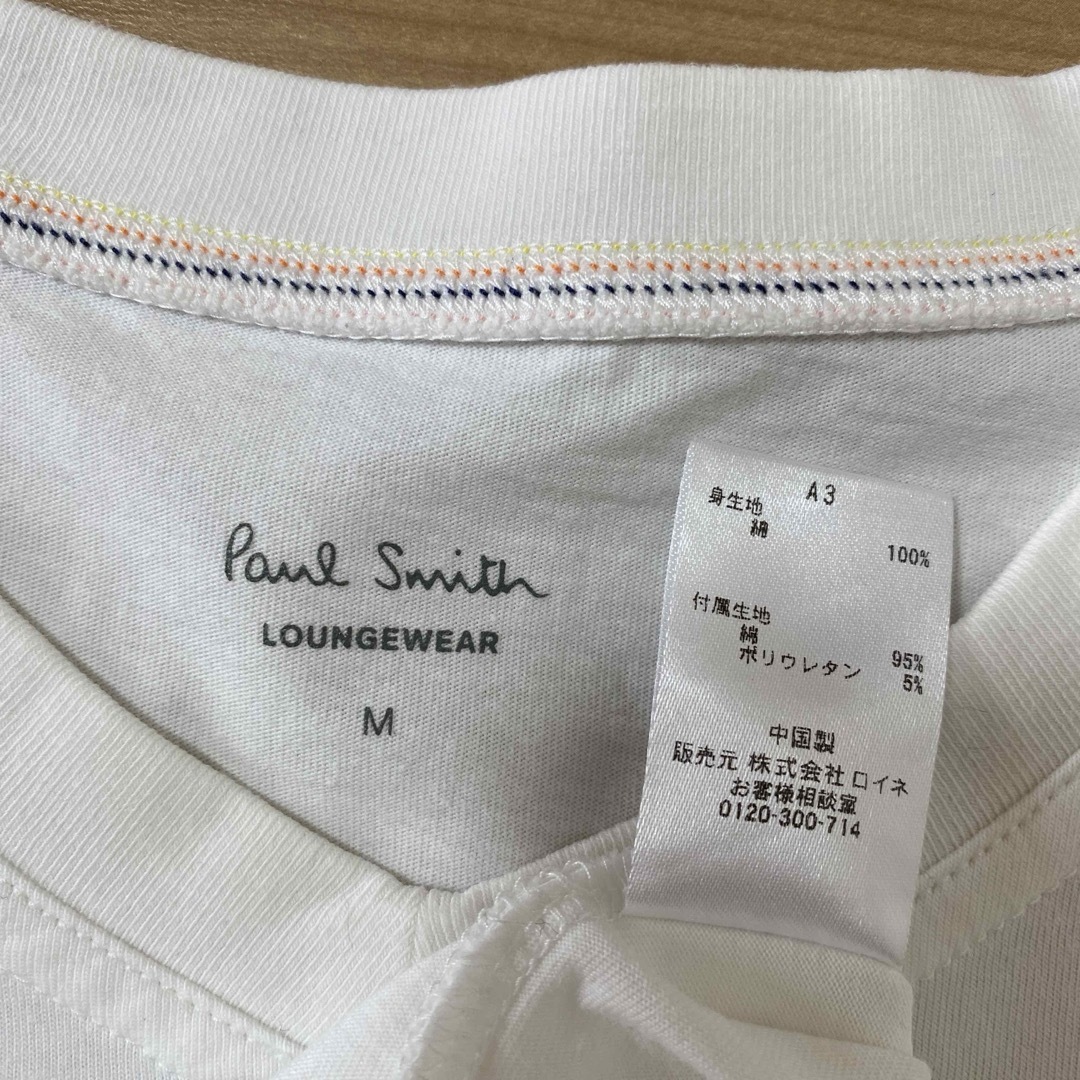 Paul Smith
LOUNGEWEAR
M
A3
身生地
綿 100%
付属生地
綿 95%
ポリウレタン 5%
中国製
販売元 株式会社 ロイネ
お客様相談室
0120-300-714